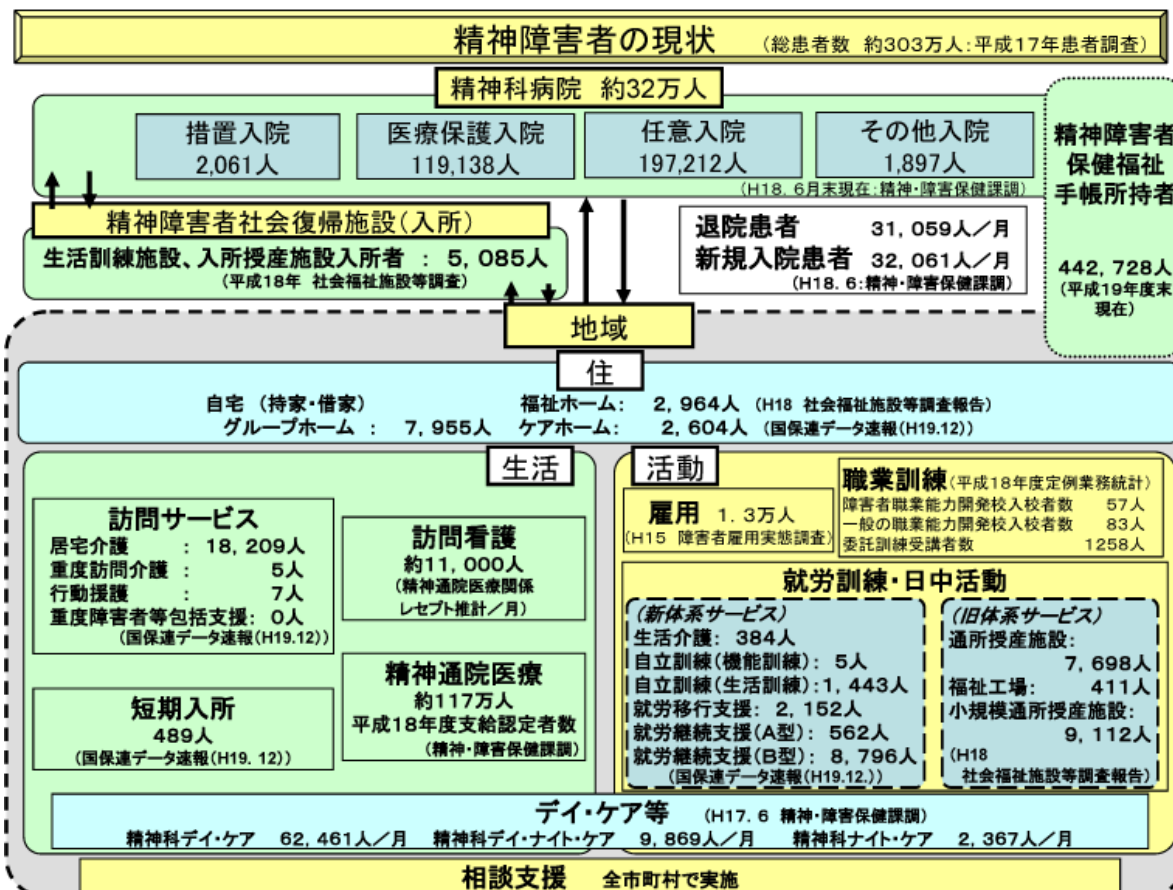 精神障害者の現状 (総患者数 約303万人:平成17年患者調査)
精神科病院 約32万人
措置入院
2,061人
医療保護入院
119,138人
任意入院
197,212人
その他入院
1,897人
(H18. 6月末現在:精神・障害保健課調)
精神障害者
保健福祉
手帳所持者
442, 728人
(平成19年度末
現在)
精神障害者社会復帰施設(入所)
生活訓練施設、入所授産施設入所者 : 5, 085人
(平成18年 社会福祉施設等調査)
退院患者 31, 059人/月
新規入院患者 32, 061人/月
(H18. 6:精神・障害保健課調)
地域
住
自宅 (持家・借家) 福祉ホーム: 2, 964人 (H18 社会福祉施設等調査報告)
グループホーム : 7, 955人 ケアホーム: 2, 604人 (国保連データ速報(H19.12))
生活
訪問サービス
居宅介護 : 18, 209人
重度訪問介護 : 5人
行動援護 : 7人
重度障害者等包括支援: 0人
(国保連データ速報(H19.12))
訪問看護
約11, 000人
(精神通院医療関係
レセプト推計/月)
短期入所
489人
(国保連データ速報(H19. 12))
精神通院医療
約117万人
平成18年度支給認定者数
(精神・障害保健課調)
活動
雇用 1. 3万人
(H15 障害者雇用実態調査)
職業訓練(平成18年度定例業務統計)
障害者職業能力開発校入校者数 57人
一般の職業能力開発校入校者数 83人
委託訓練受講者数 1258人
就労訓練・日中活動
(新体系サービス)
生活介護: 384人
自立訓練(機能訓練): 5人
自立訓練(生活訓練):1, 443人
就労移行支援: 2, 152人
就労継続支援(A型): 562人
就労継続支援(B型): 8, 796人
(国保連データ速報(H19.12.))
(旧体系サービス)
通所授産施設:
7, 698人
福祉工場: 411人
小規模通所授産施設:
9, 112人
(H18
社会福祉施設等調査報告)
デイ・ケア等 (H17. 6 精神・障害保健課調)
精神科デイ・ケア 62, 461人/月 精神科デイ・ナイト・ケア 9, 869人/月 精神科ナイト・ケア 2, 367人/月
相談支援 全市町村で実施